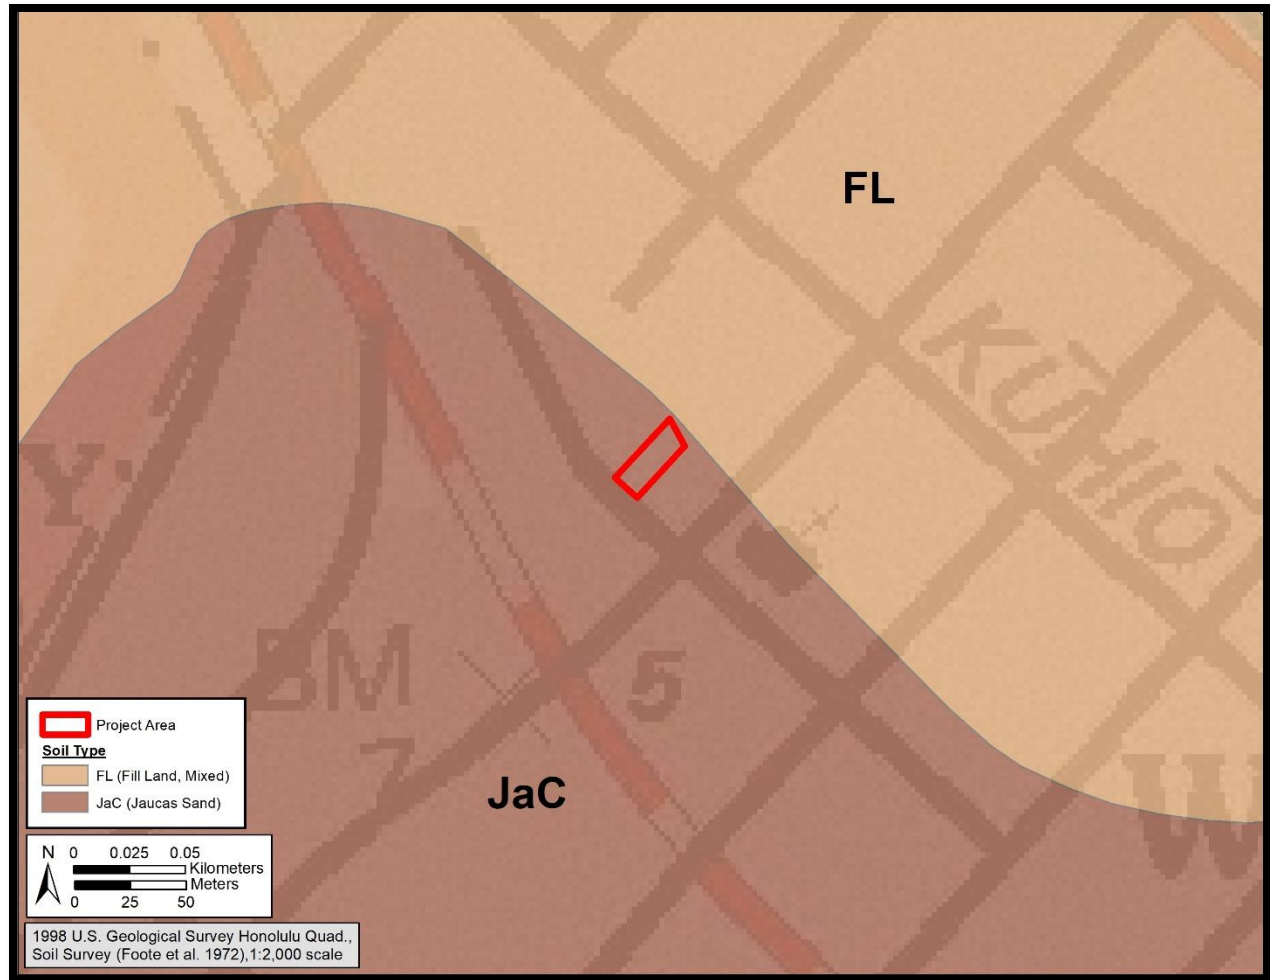 FL
KŪHIŌ
Y.
BM
5
7
JaC
W
Project Area
Soil Type
FL (Fill Land, Mixed)
JaC (Jaucas Sand)
N
0 0.025 0.05
Kilometers
Meters
0 25 50
1998 U.S. Geological Survey Honolulu Quad.,
Soil Survey (Foote et al. 1972),1:2,000 scale